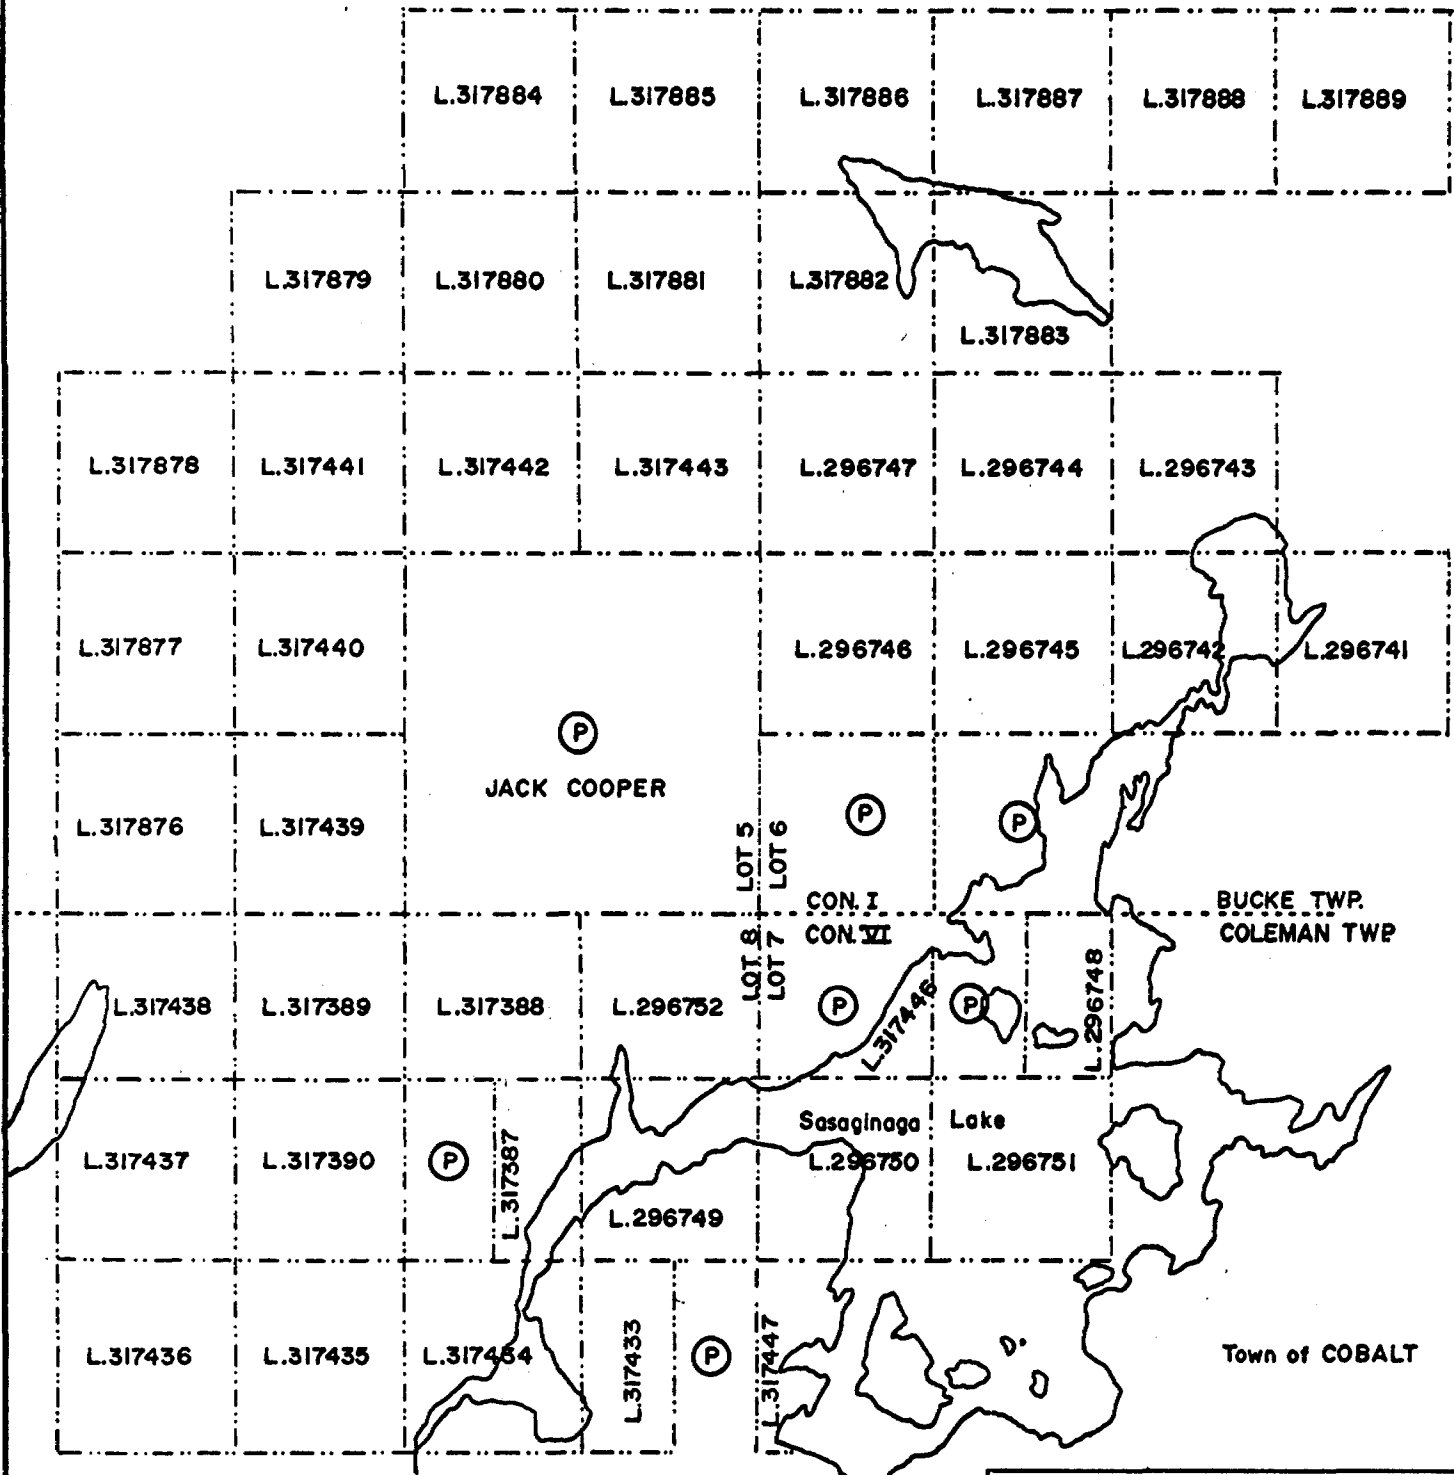 L.317884 L.317885 L.317886 L.317887 L.317888 L.317889
L.317879 L.317880 L.317881 L.317882
L.317883
L.317878 L.317441 L.317442 L.317443 L.296747 L.296744 L.296743
L.317877 L.317440 L.296746 L.296745 L.296742 L.296741
P
JACK COOPER
L.317876 L.317439 P P
LOT 5 LOT 6
CON. I BUCKE TWP.
CON. VI COLEMAN TWP.
LOT 8 LOT 7
L.317438 L.317389 L.317388 L.296752 P L.317446 P L.296748
Sasaginaga Lake
L.317437 L.317390 P L.317387 L.296750 L.296751
L.296749
L.317436 L.317435 L.317434 L.317433 P L.317447 Town of COBALT